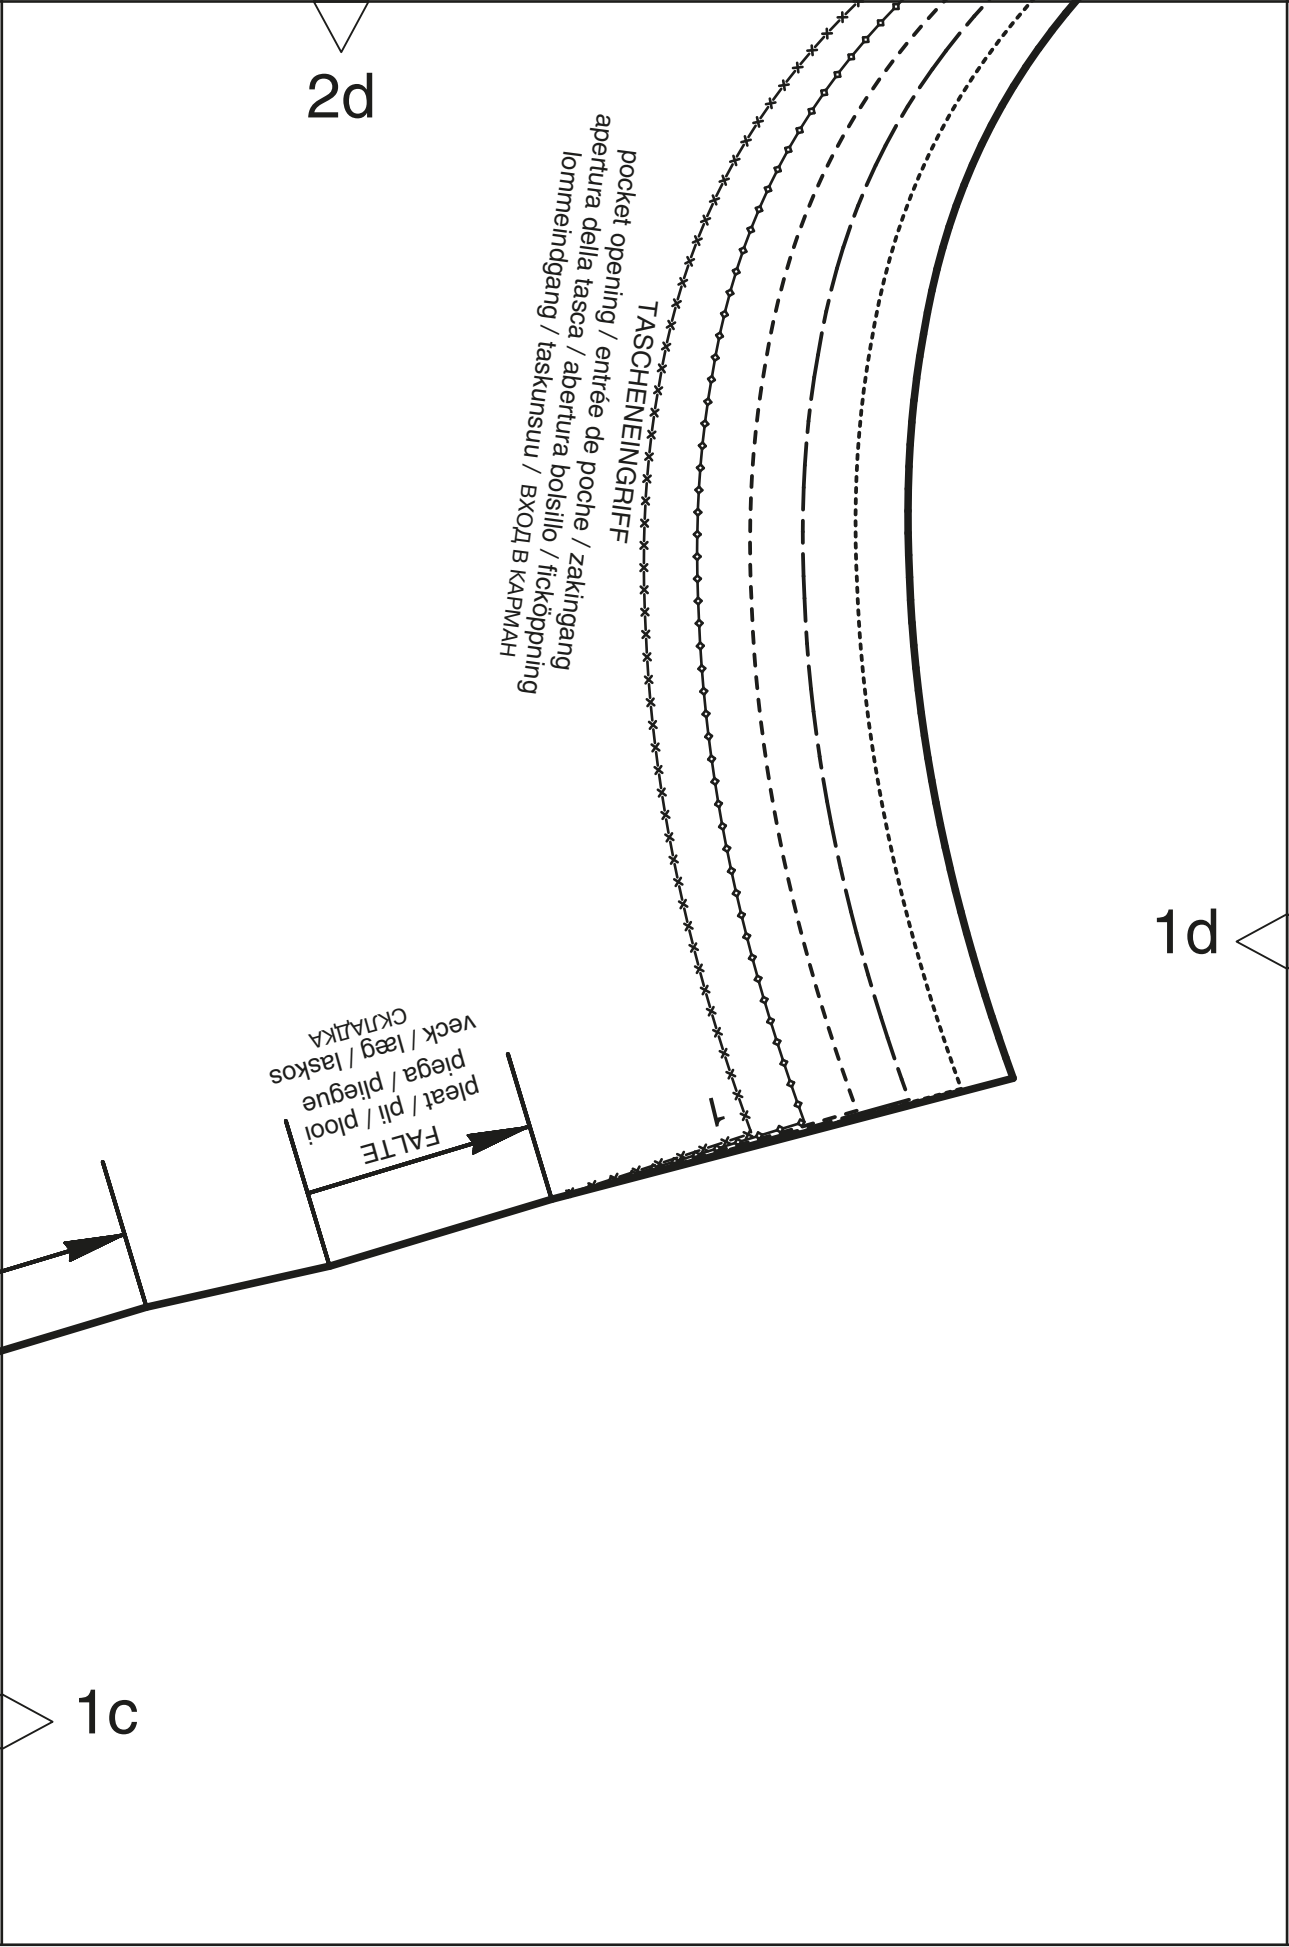 2d
TASCHENEINGRIFF
pocket opening / entrée de poche / zakingang
apertura della tasca / abertura bolsillo / ficköppning
lommeindgang / taskunsuu / ВХОД В КАРМАН
1d
FALTE
pleat / pli / plooi
piega / pliegue
veck / læg / laskos
СКЛАДКА
1
1c